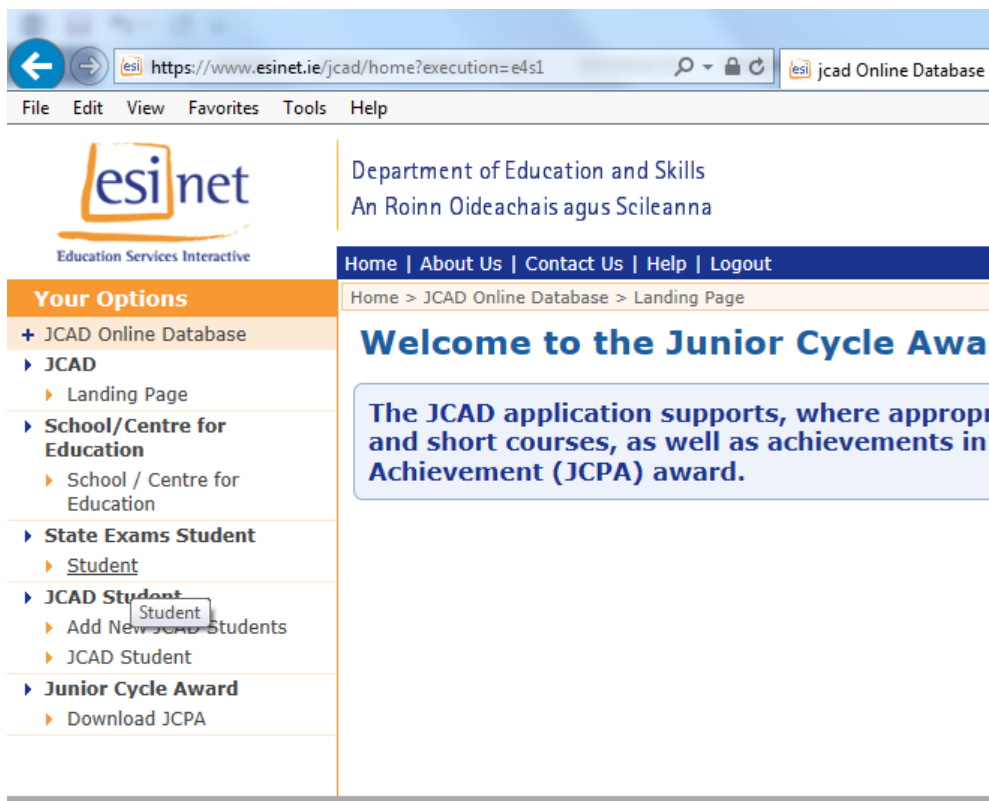 https://www.esinet.ie/jcad/home?execution=e4s1
esi jcad Online Database
File Edit View Favorites Tools Help
esinet
Education Services Interactive
Department of Education and Skills
An Roinn Oideachais agus Scileanna
Home | About Us | Contact Us | Help | Logout
Home > JCAD Online Database > Landing Page
Your Options
+ JCAD Online Database
JCAD
Landing Page
School/Centre for
Education
School / Centre for
Education
State Exams Student
Student
JCAD Student
Student
Add New JCAD Students
JCAD Student
Junior Cycle Award
Download JCPA
Welcome to the Junior Cycle Awa
The JCAD application supports, where appropr
and short courses, as well as achievements in
Achievement (JCPA) award.